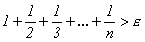 1 + 1/2 + 1/3 + ... + 1/n > ε